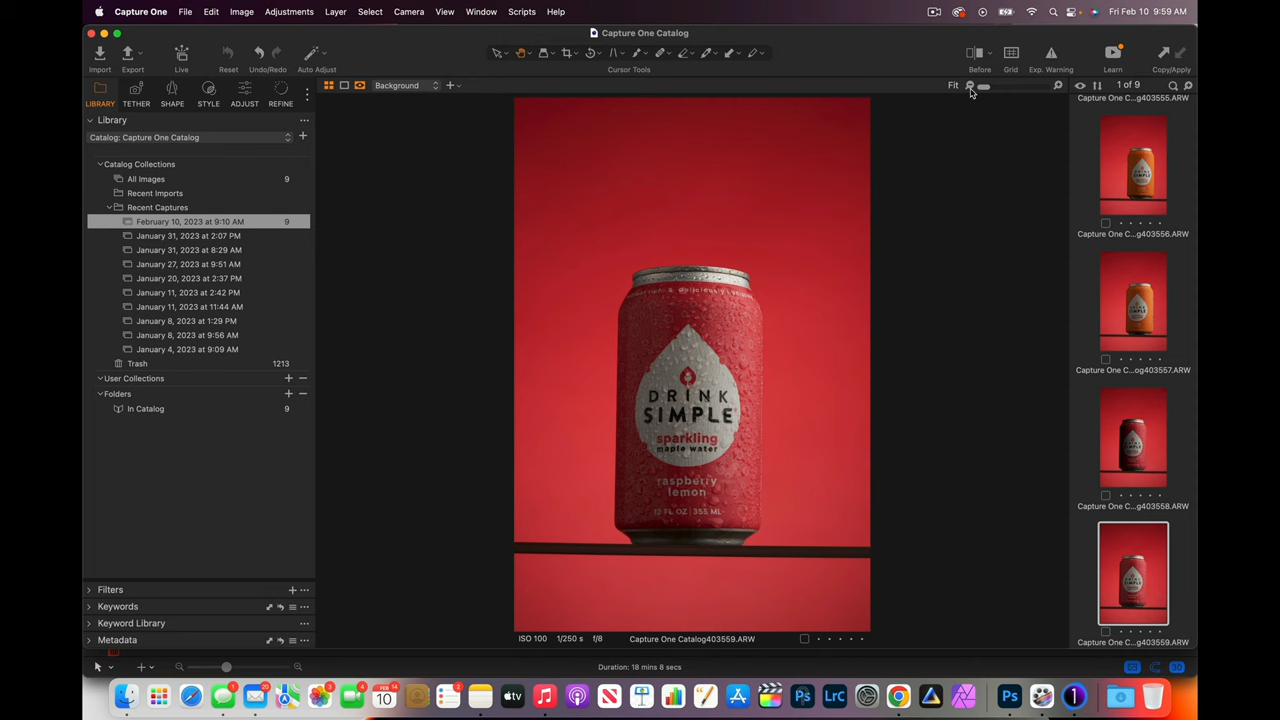 Capture One File Edit Image Adjustments Layer Select Camera View Window Scripts Help Fri Feb 10 9:59 AM
Capture One Catalog
Import Export Live Reset Undo/Redo Auto Adjust Cursor Tools Before Grid Exp. Warning Learn Copy/Apply
LIBRARY TETHER SHAPE STYLE ADJUST REFINE
Background Fit 1 of 9
Library
Catalog: Capture One Catalog
Catalog Collections
All Images 9
Recent Imports
Recent Captures
February 10, 2023 at 9:10 AM 9
January 31, 2023 at 2:07 PM
January 31, 2023 at 8:29 AM
January 27, 2023 at 9:51 AM
January 20, 2023 at 2:37 PM
January 11, 2023 at 2:42 PM
January 11, 2023 at 11:44 AM
January 8, 2023 at 1:29 PM
January 8, 2023 at 9:56 AM
January 4, 2023 at 9:09 AM
Trash 1213
User Collections
Folders
In Catalog 9
Filters
Keywords
Keyword Library
Metadata
DRINK
SIMPLE
sparkling
maple water
raspberry
lemon
12 FL OZ | 355 ML
ISO 100 1/250 s f/8 Capture One Catalog403559.ARW
Capture One C...g403555.ARW
Capture One C...g403556.ARW
Capture One C...og403557.ARW
Capture One C...g403558.ARW
Capture One C...g403559.ARW
Duration: 18 mins 8 secs
FEB
10
tv
Ps
Lrc
Ps
1